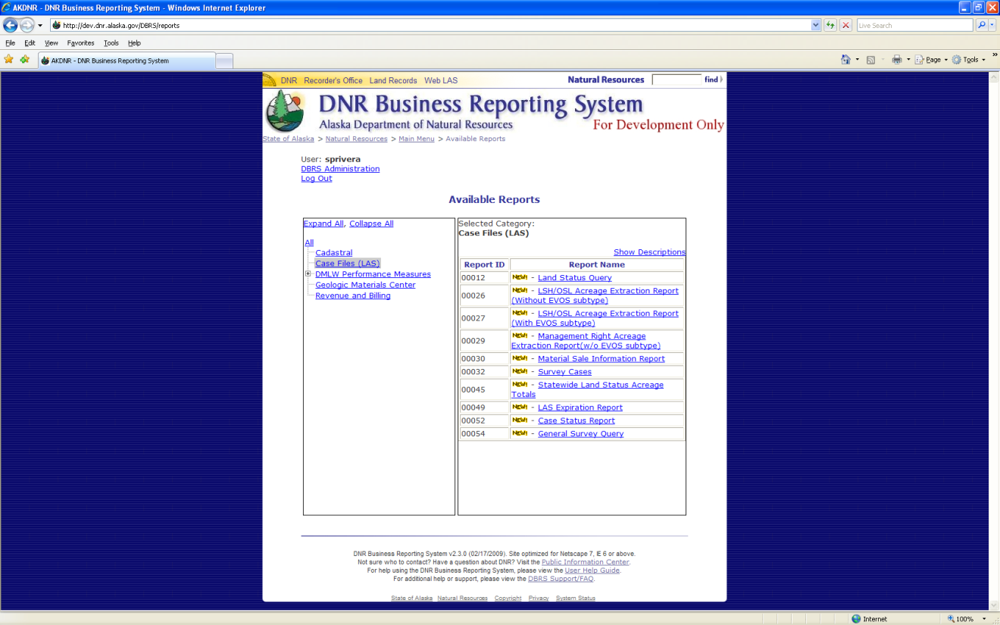 AKDNR - DNR Business Reporting System - Windows Internet Explorer
http://dev.dnr.alaska.gov/DBRS/reports
Live Search
File Edit View Favorites Tools Help
AKDNR - DNR Business Reporting System
Page Tools »
DNR Recorder's Office Land Records Web LAS
Natural Resources find
DNR Business Reporting System
Alaska Department of Natural Resources
For Development Only
State of Alaska > Natural Resources > Main Menu > Available Reports
User: sprivera
DBRS Administration
Log Out
Available Reports
Expand All, Collapse All
All
Cadastral
Case Files (LAS)
DMLW Performance Measures
Geologic Materials Center
Revenue and Billing
Selected Category:
Case Files (LAS)
Show Descriptions
Report ID Report Name
00012 NEW! - Land Status Query
00026 NEW! - LSH/OSL Acreage Extraction Report
(Without EVOS subtype)
00027 NEW! - LSH/OSL Acreage Extraction Report
(With EVOS subtype)
00029 NEW! - Management Right Acreage
Extraction Report(w/o EVOS subtype)
00030 NEW! - Material Sale Information Report
00032 NEW! - Survey Cases
00045 NEW! - Statewide Land Status Acreage
Totals
00049 NEW! - LAS Expiration Report
00052 NEW! - Case Status Report
00054 NEW! - General Survey Query
DNR Business Reporting System v2.3.0 (02/17/2009). Site optimized for Netscape 7, IE 6 or above.
Not sure who to contact? Have a question about DNR? Visit the Public Information Center.
For help using the DNR Business Reporting System, please view the User Help Guide.
For additional help or support, please view the DBRS Support/FAQ.
State of Alaska Natural Resources Copyright Privacy System Status
Internet
100%